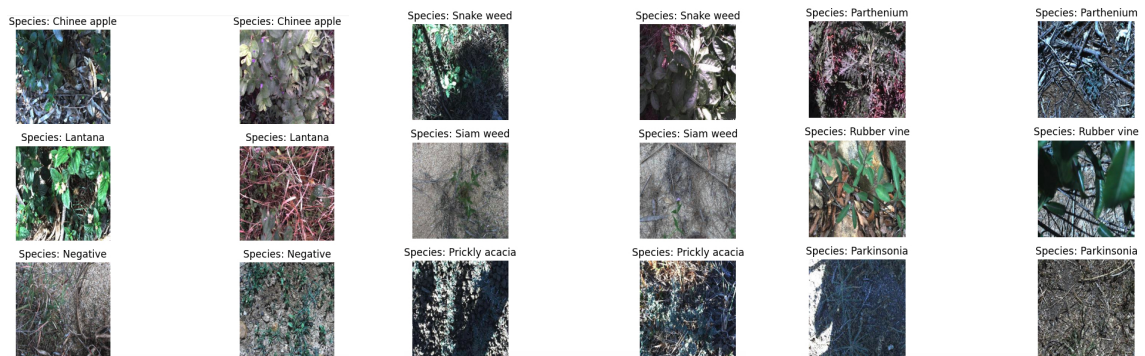 Species: Chinee apple
Species: Chinee apple
Species: Snake weed
Species: Snake weed
Species: Parthenium
Species: Parthenium
Species: Lantana
Species: Lantana
Species: Siam weed
Species: Siam weed
Species: Rubber vine
Species: Rubber vine
Species: Negative
Species: Negative
Species: Prickly acacia
Species: Prickly acacia
Species: Parkinsonia
Species: Parkinsonia